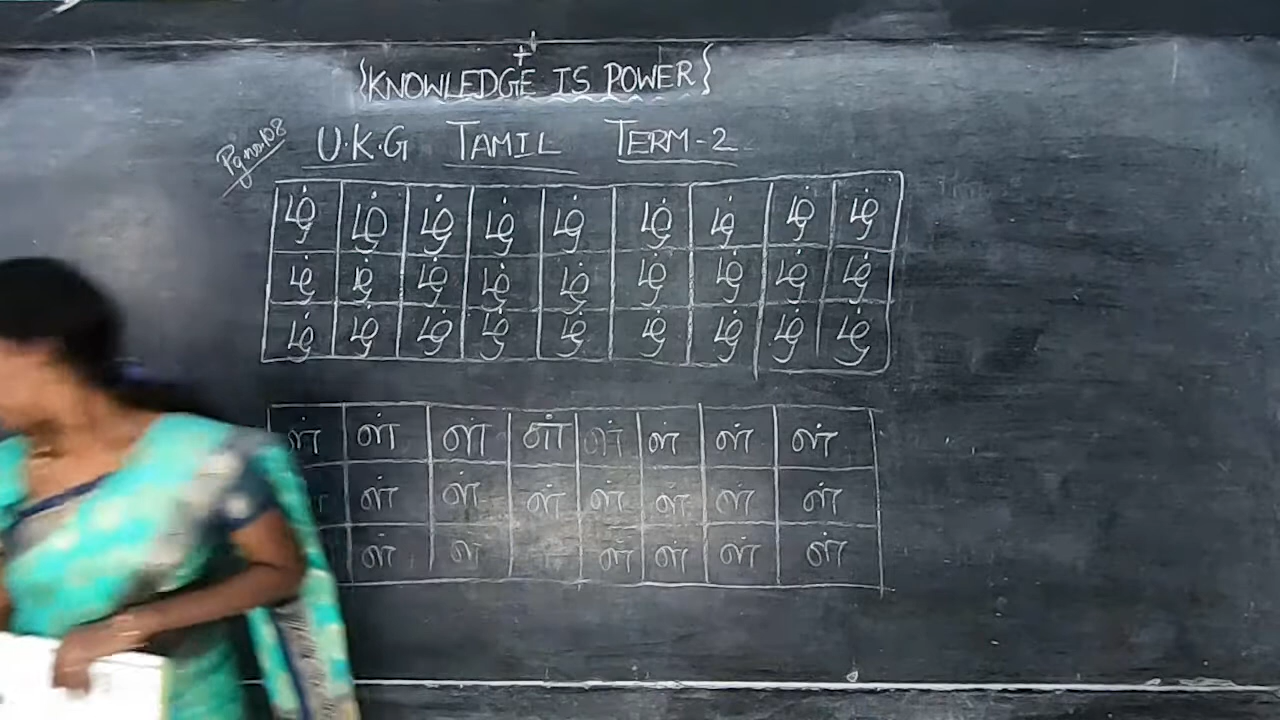 {KNOWLEDGE IS POWER}
Pg no.108
U.K.G TAMIL TERM-2
ழ் ழ் ழ் ழ் ழ் ழ் ழ் ழ் ழ்
ழ் ழ் ழ் ழ் ழ் ழ் ழ் ழ் ழ்
ழ் ழ் ழ் ழ் ழ் ழ் ழ் ழ் ழ்
ள் ள் ள் ள் ள் ள் ள் ள்
ள் ள் ள் ள் ள் ள் ள்
ள் ள் ள் ள் ள் ள்